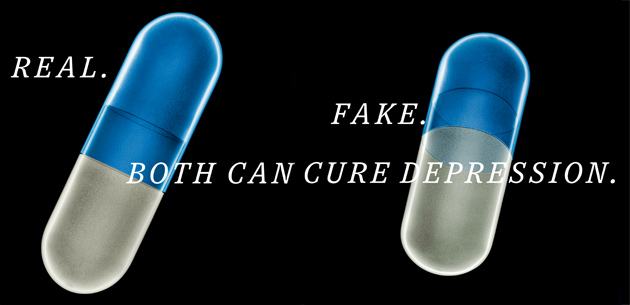 REAL.
FAKE.
BOTH CAN CURE DEPRESSION.